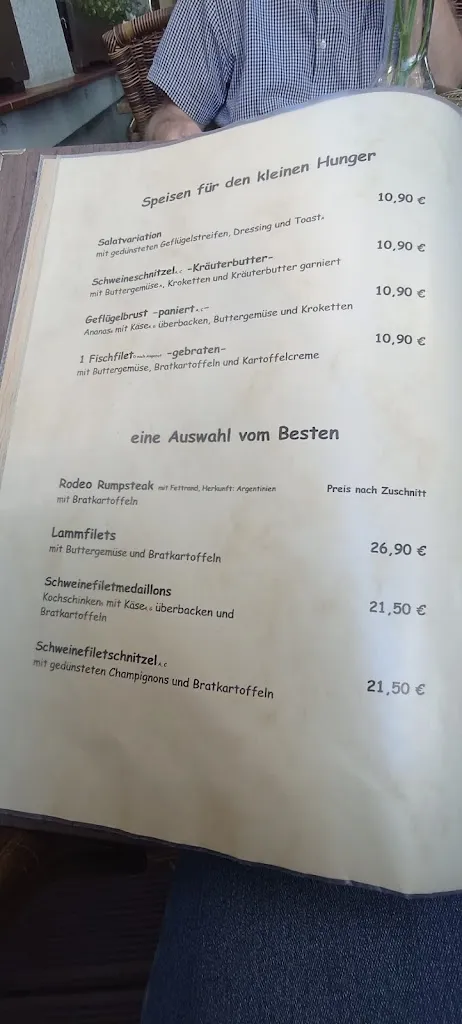 Speisen für den kleinen Hunger
Salatvariation 10,90 €
mit gedünsteten Geflügelstreifen, Dressing und Toast
Schweineschnitzel -Kräuterbutter- 10,90 €
mit Buttergemüse, Kroketten und Kräuterbutter garniert
Geflügelbrust -paniert- 10,90 €
Ananas mit Käse überbacken, Buttergemüse und Kroketten
1 Fischfilet -gebraten- 10,90 €
mit Buttergemüse, Bratkartoffeln und Kartoffelcreme
eine Auswahl vom Besten
Rodeo Rumpsteak mit Fettrand, Herkunft: Argentinien Preis nach Zuschnitt
mit Bratkartoffeln
Lammfilets 26,90 €
mit Buttergemüse und Bratkartoffeln
Schweinefiletmedaillons 21,50 €
Kochschinken mit Käse überbacken und
Bratkartoffeln
Schweinefiletschnitzel 21,50 €
mit gedünsteten Champignons und Bratkartoffeln